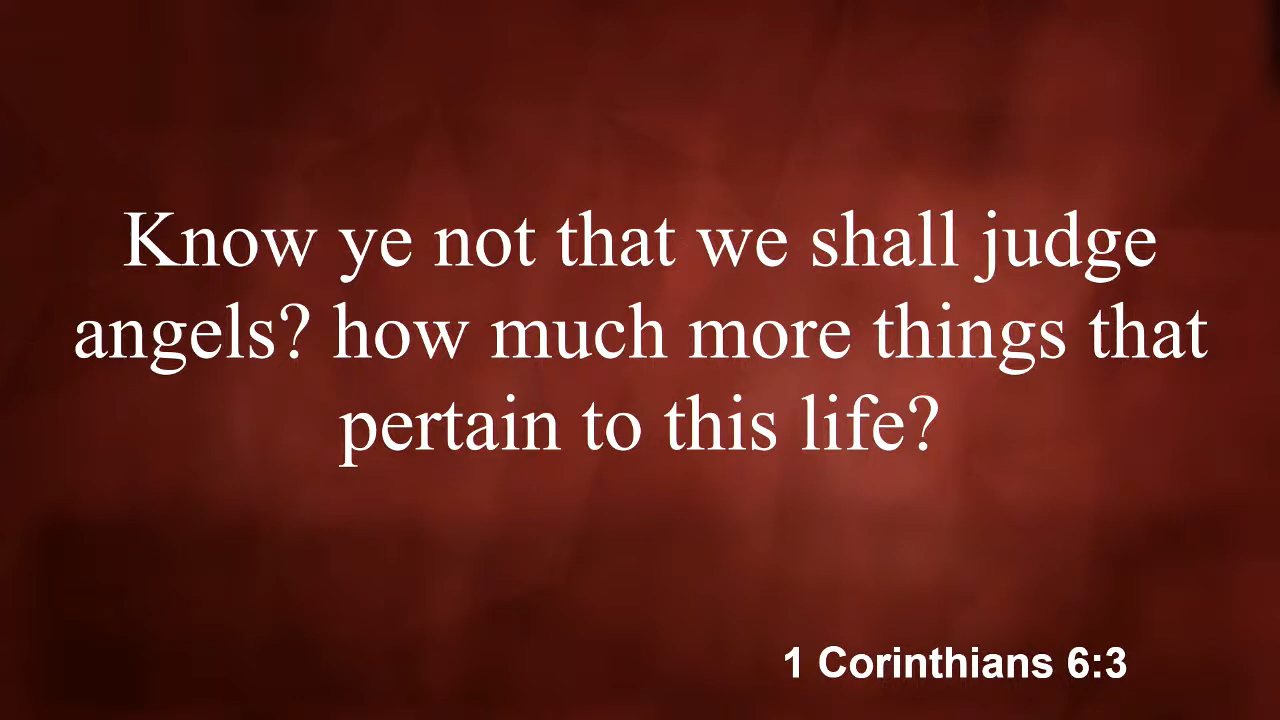 Know ye not that we shall judge
angels? how much more things that
pertain to this life?
1 Corinthians 6:3